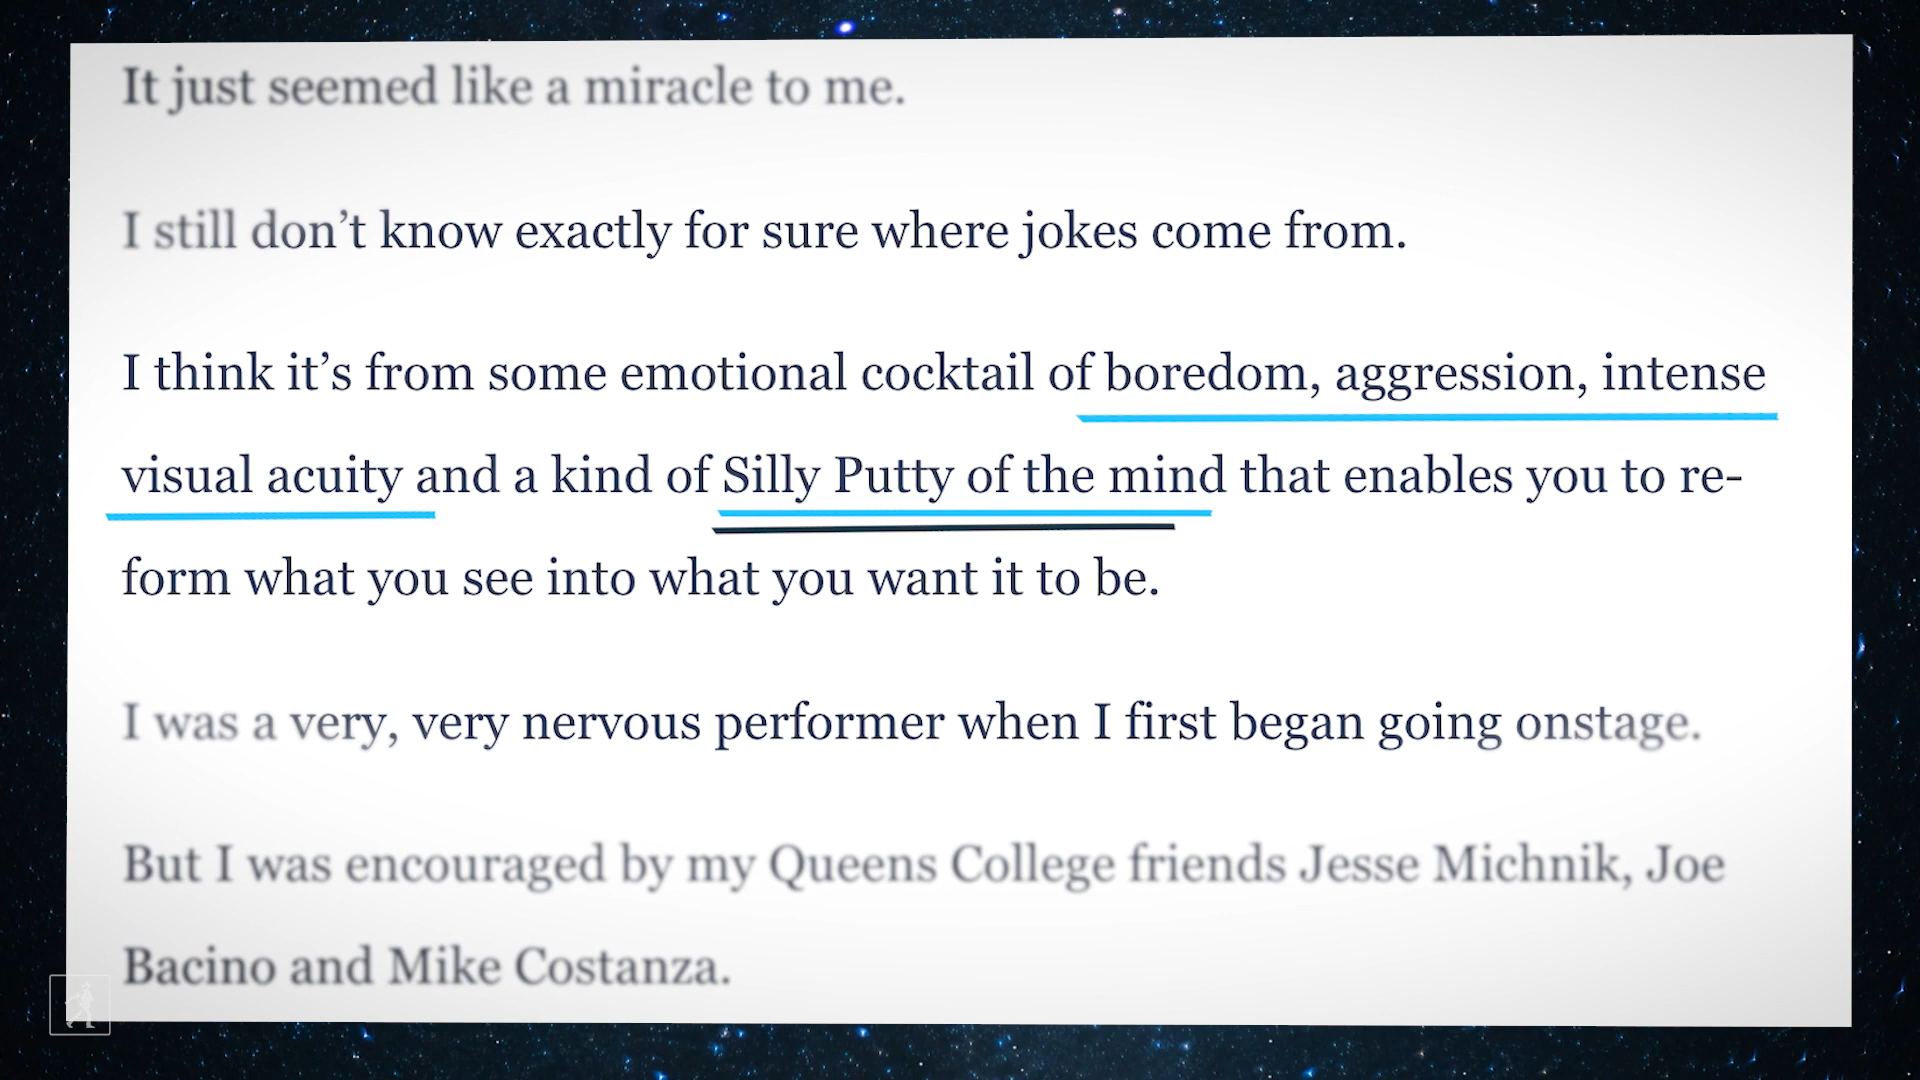 It just seemed like a miracle to me.
I still don’t know exactly for sure where jokes come from.
I think it’s from some emotional cocktail of boredom, aggression, intense
visual acuity and a kind of Silly Putty of the mind that enables you to re-
form what you see into what you want it to be.
I was a very, very nervous performer when I first began going onstage.
But I was encouraged by my Queens College friends Jesse Michnik, Joe
Bacino and Mike Costanza.